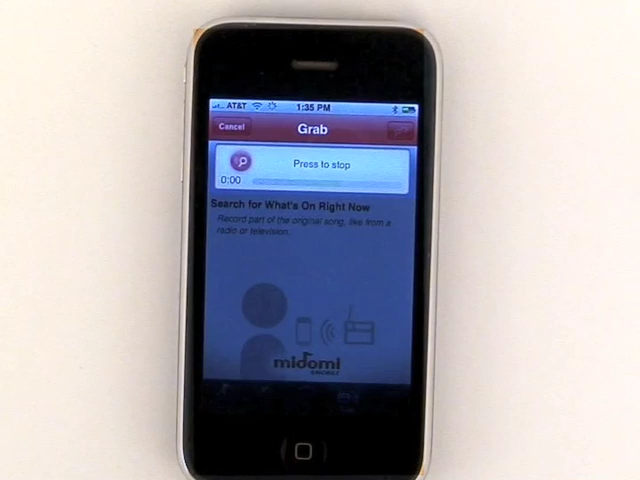 AT&T 1:35 PM
Cancel Grab
Press to stop
0:00
Search for What's On Right Now
Record part of the original song, like from a
radio or television.
midomi